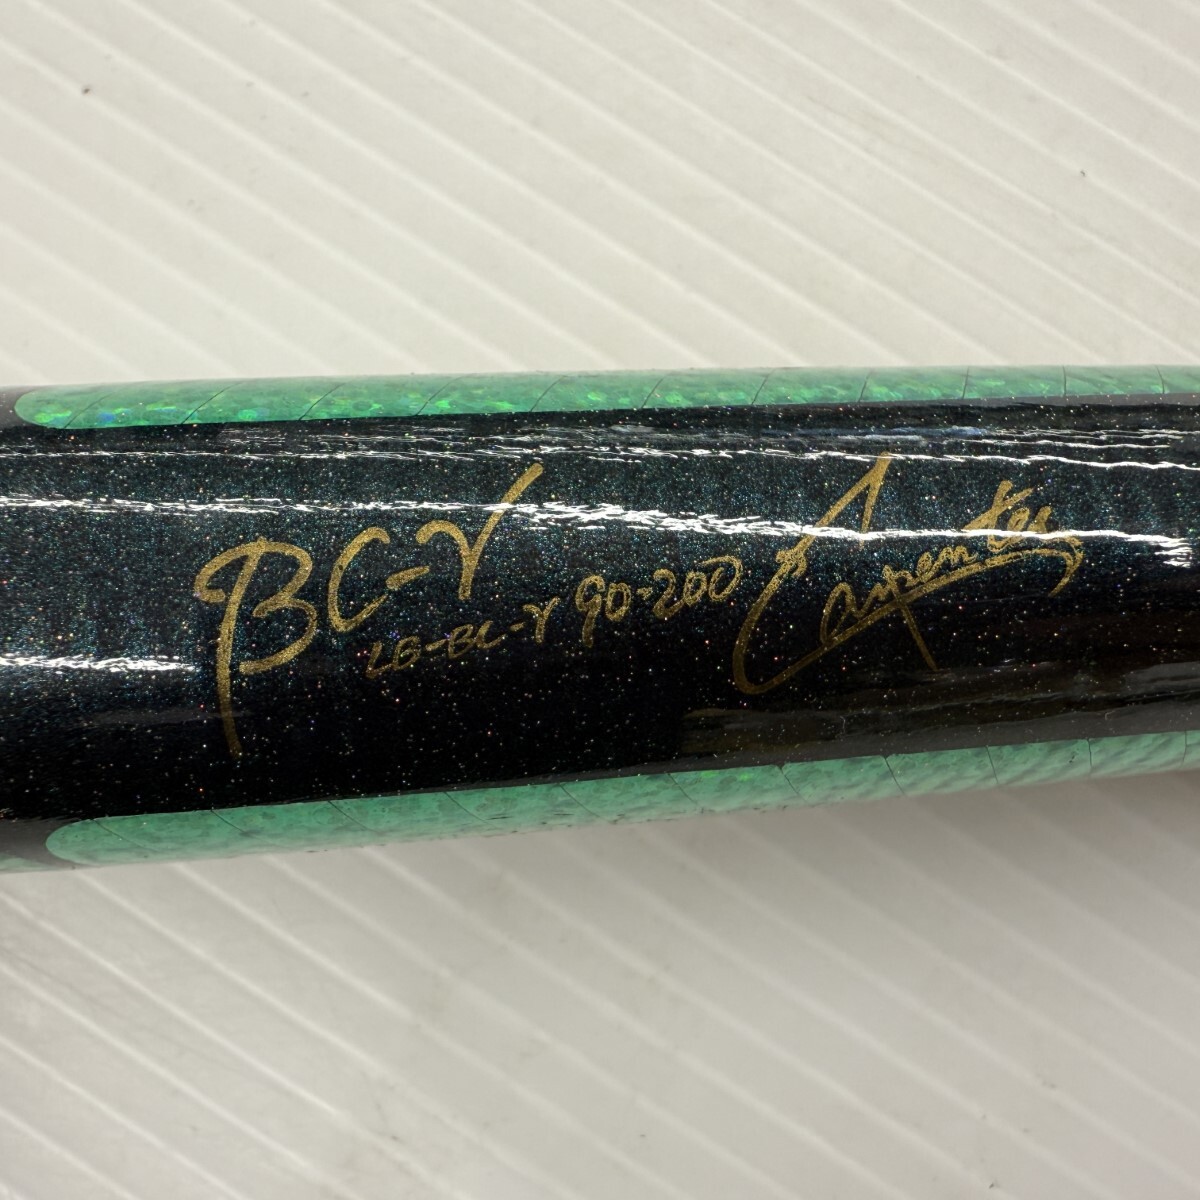 BC-γ
LG-BC-γ 90-200 Carpenter